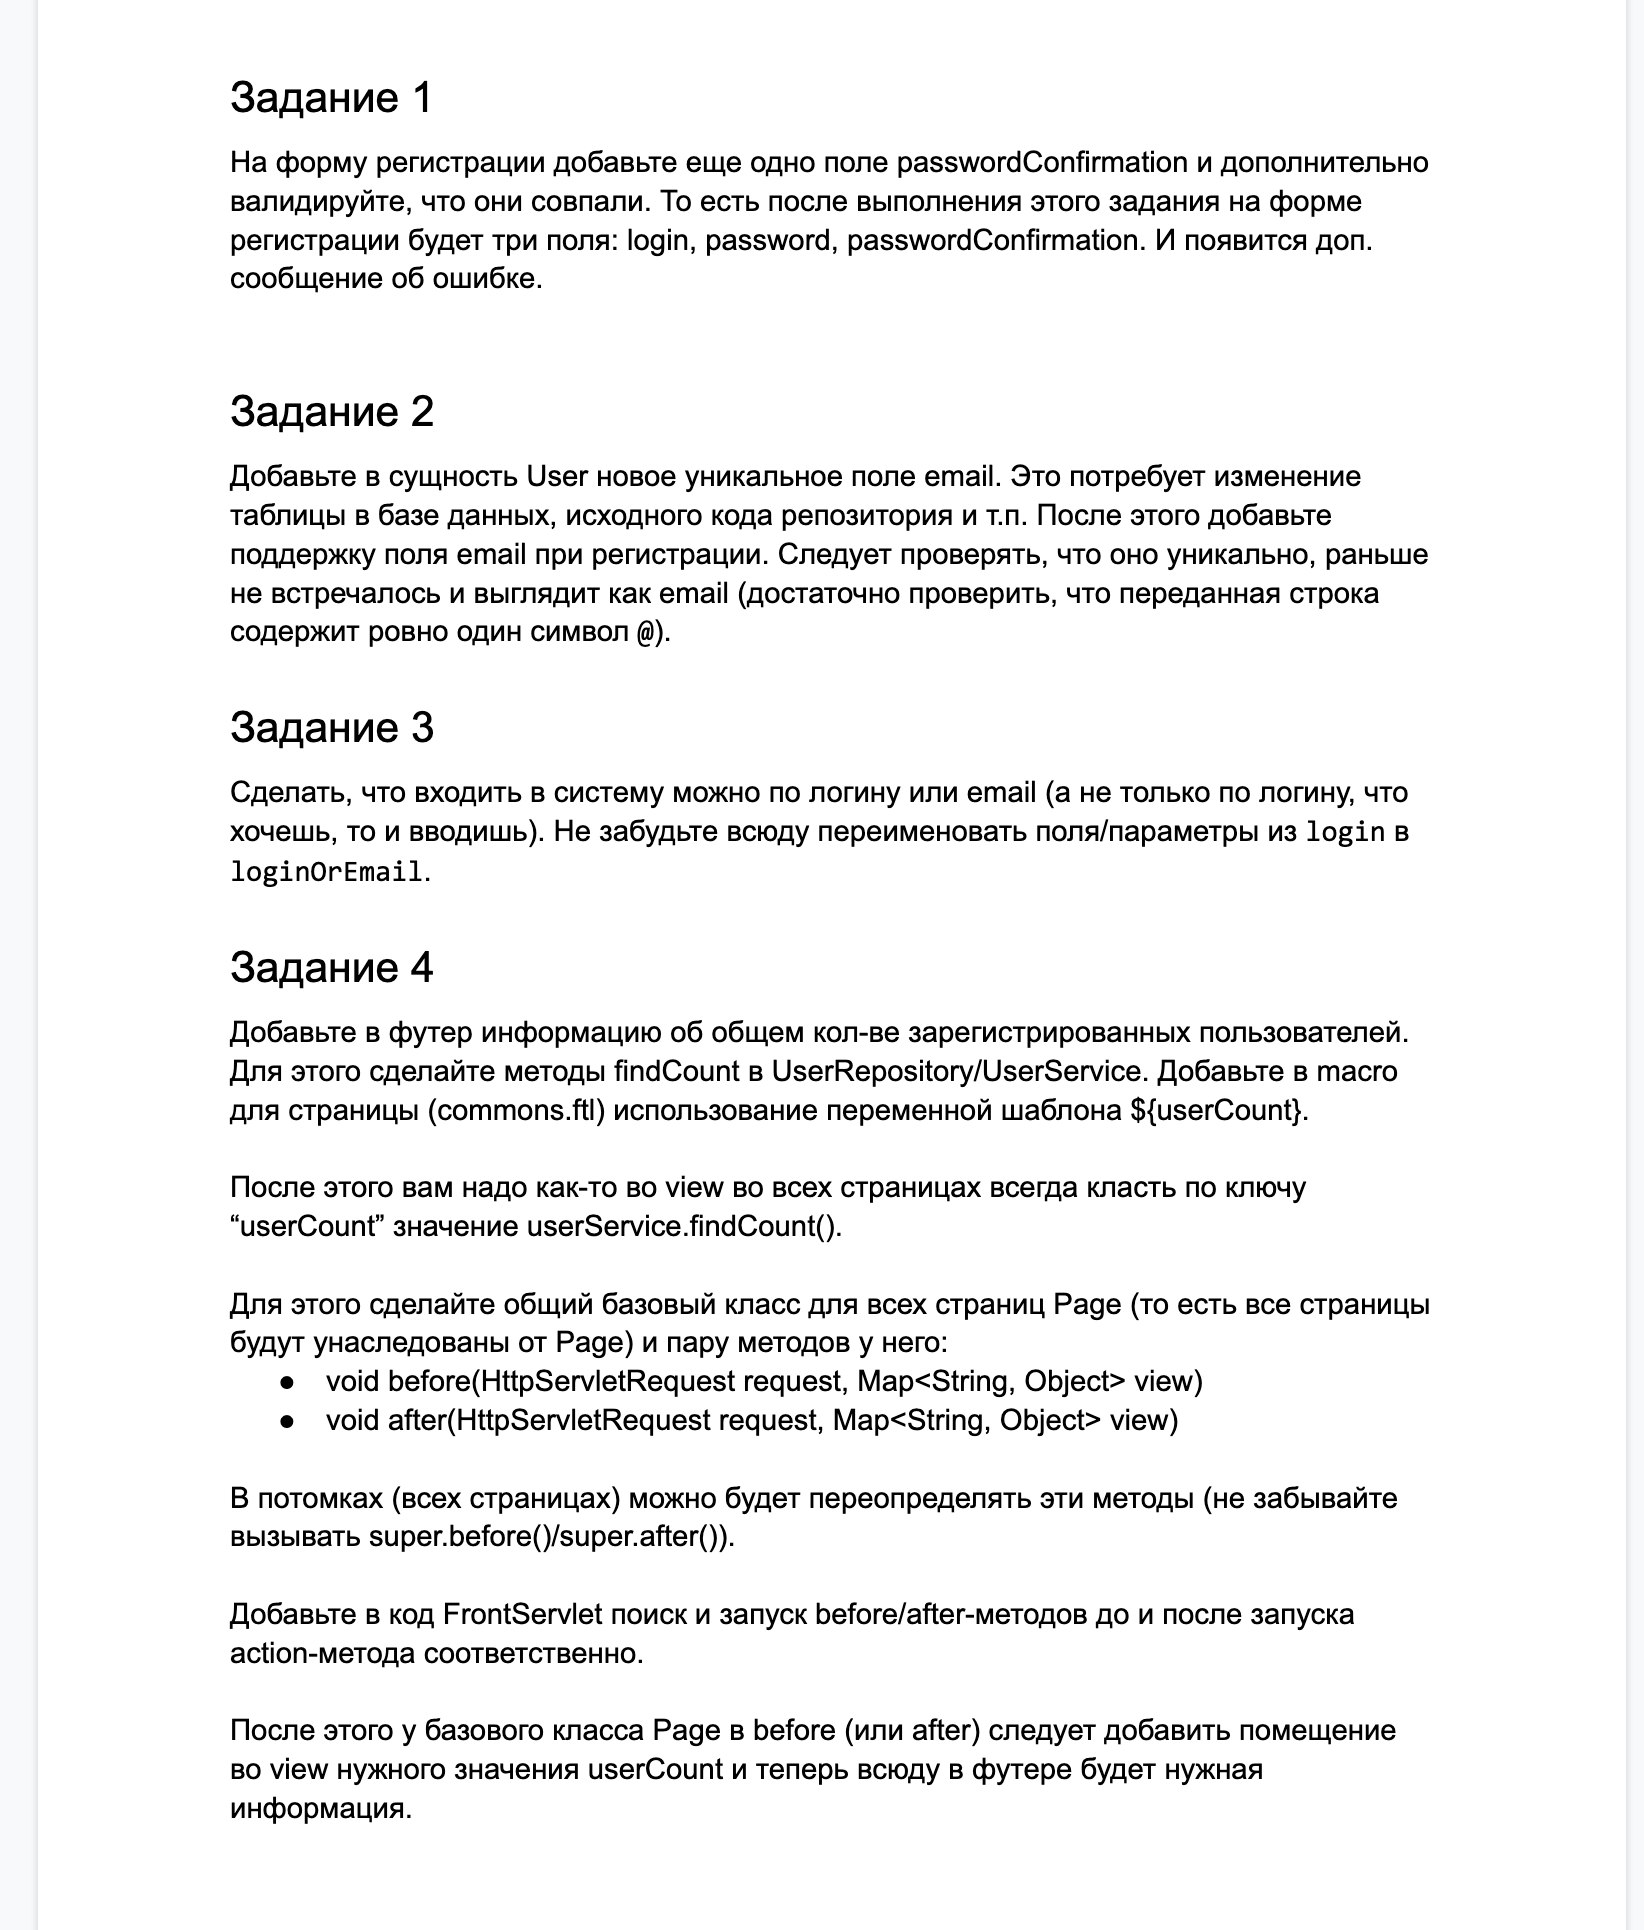 Задание 1
На форму регистрации добавьте еще одно поле passwordConfirmation и дополнительно
валидируйте, что они совпали. То есть после выполнения этого задания на форме
регистрации будет три поля: login, password, passwordConfirmation. И появится доп.
сообщение об ошибке.
Задание 2
Добавьте в сущность User новое уникальное поле email. Это потребует изменение
таблицы в базе данных, исходного кода репозитория и т.п. После этого добавьте
поддержку поля email при регистрации. Следует проверять, что оно уникально, раньше
не встречалось и выглядит как email (достаточно проверить, что переданная строка
содержит ровно один символ @).
Задание 3
Сделать, что входить в систему можно по логину или email (а не только по логину, что
хочешь, то и вводишь). Не забудьте всюду переименовать поля/параметры из login в
loginOrEmail.
Задание 4
Добавьте в футер информацию об общем кол-ве зарегистрированных пользователей.
Для этого сделайте методы findCount в UserRepository/UserService. Добавьте в macro
для страницы (commons.ftl) использование переменной шаблона ${userCount}.
После этого вам надо как-то во view во всех страницах всегда класть по ключу
“userCount” значение userService.findCount().
Для этого сделайте общий базовый класс для всех страниц Page (то есть все страницы
будут унаследованы от Page) и пару методов у него:
● void before(HttpServletRequest request, Map<String, Object> view)
● void after(HttpServletRequest request, Map<String, Object> view)
В потомках (всех страницах) можно будет переопределять эти методы (не забывайте
вызывать super.before()/super.after()).
Добавьте в код FrontServlet поиск и запуск before/after-методов до и после запуска
action-метода соответственно.
После этого у базового класса Page в before (или after) следует добавить помещение
во view нужного значения userCount и теперь всюду в футере будет нужная
информация.